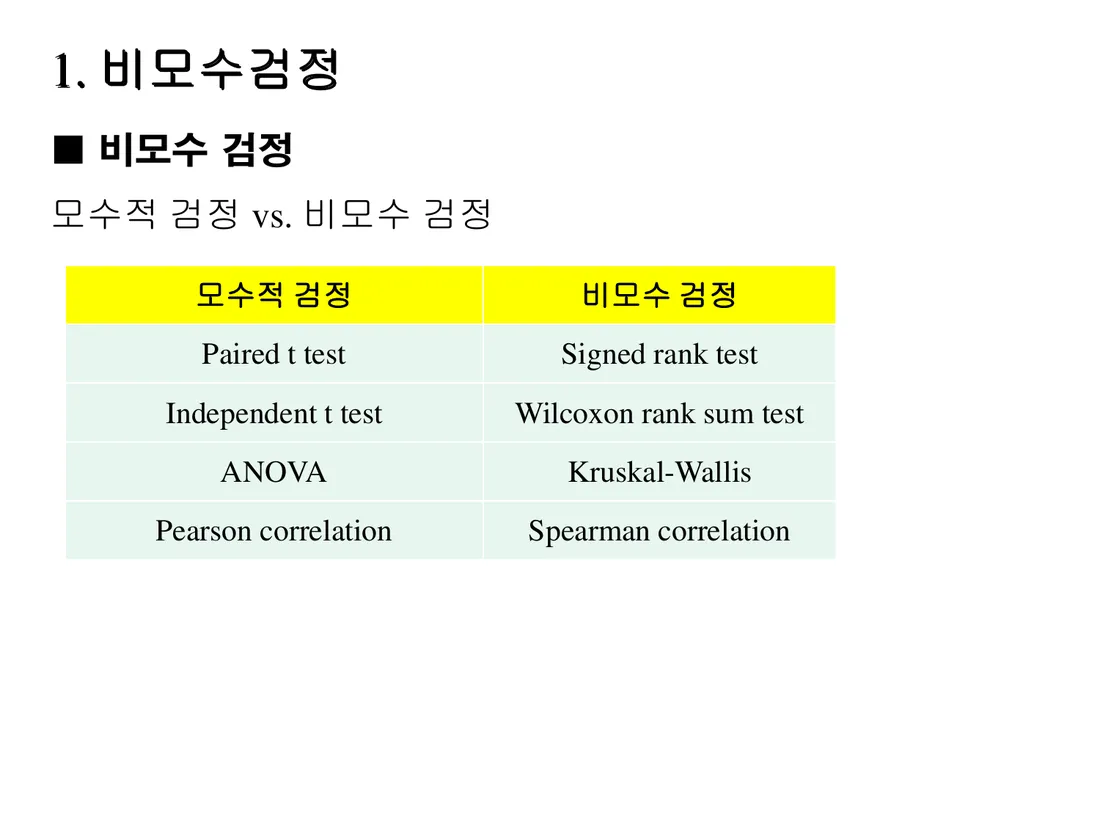 1. 비모수검정
■ 비모수 검정
모수적 검정 vs. 비모수 검정
모수적 검정 비모수 검정
Paired t test Signed rank test
Independent t test Wilcoxon rank sum test
ANOVA Kruskal-Wallis
Pearson correlation Spearman correlation